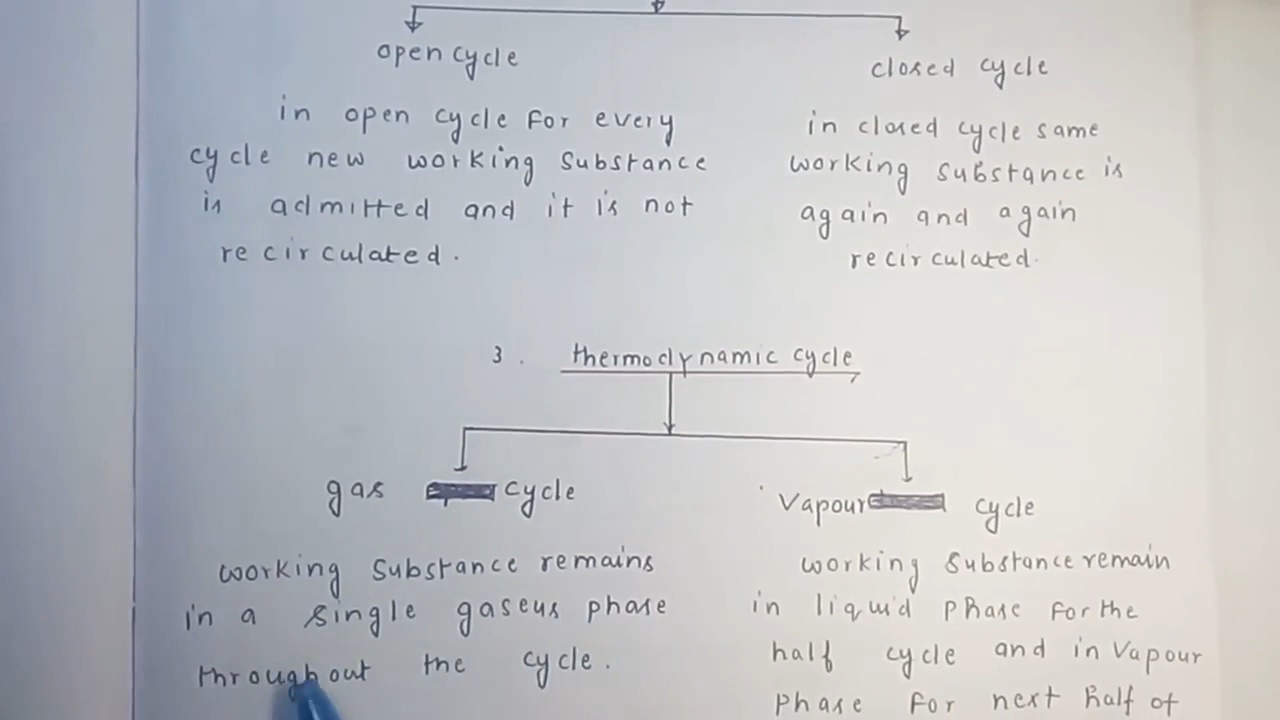 open cycle
closed cycle
in open cycle for every
cycle new working substance
is admitted and it is not
recirculated.
in closed cycle same
working substance is
again and again
recirculated.
3. thermodynamic cycle
gas cycle
Vapour cycle
working substance remains
in a single gaseus phase
throughout the cycle.
working substance remain
in liquid phase for the
half cycle and in vapour
phase for next half of